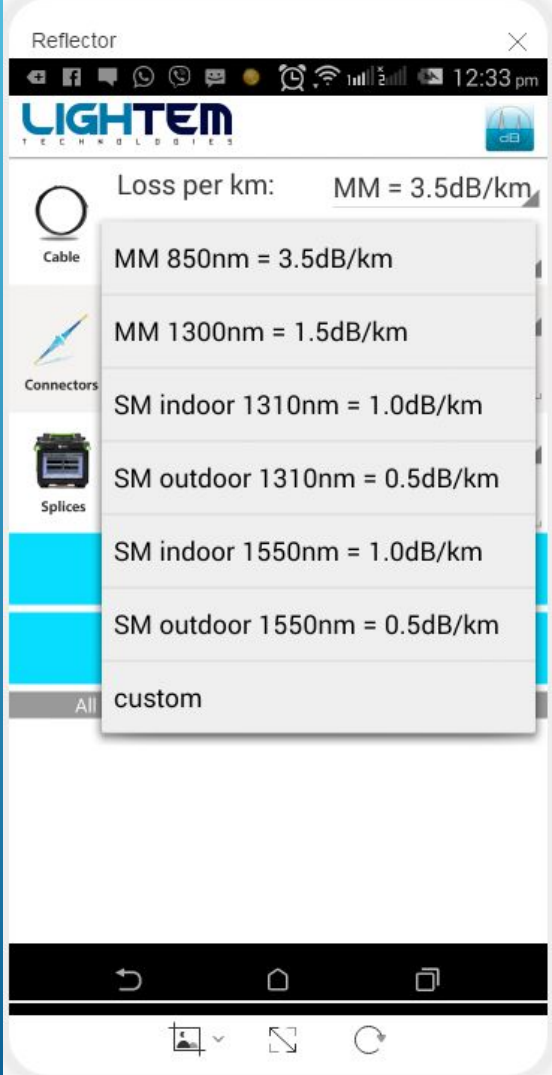 Reflector
12:33 pm
LIGHTEM
TECHNOLOGIES
dB
Loss per km:
MM = 3.5dB/km
Cable
MM 850nm = 3.5dB/km
MM 1300nm = 1.5dB/km
Connectors
SM indoor 1310nm = 1.0dB/km
SM outdoor 1310nm = 0.5dB/km
Splices
SM indoor 1550nm = 1.0dB/km
SM outdoor 1550nm = 0.5dB/km
All
custom